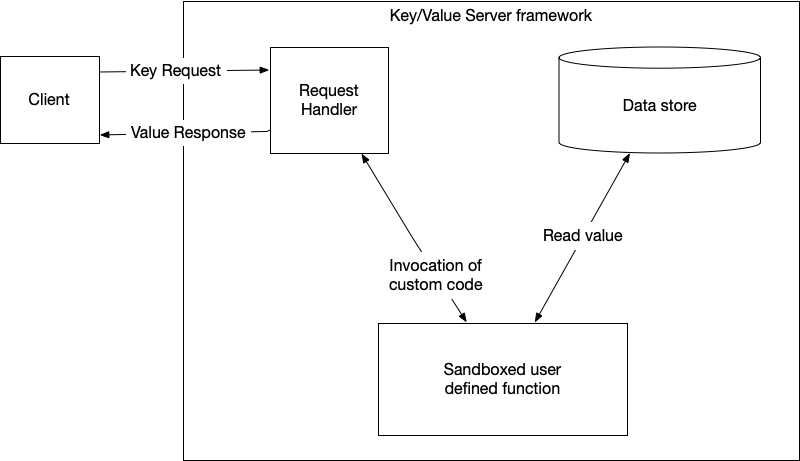 Key/Value Server framework
Key Request
Client
Request
Handler
Data store
Value Response
Read value
Invocation of
custom code
Sandboxed user
defined function